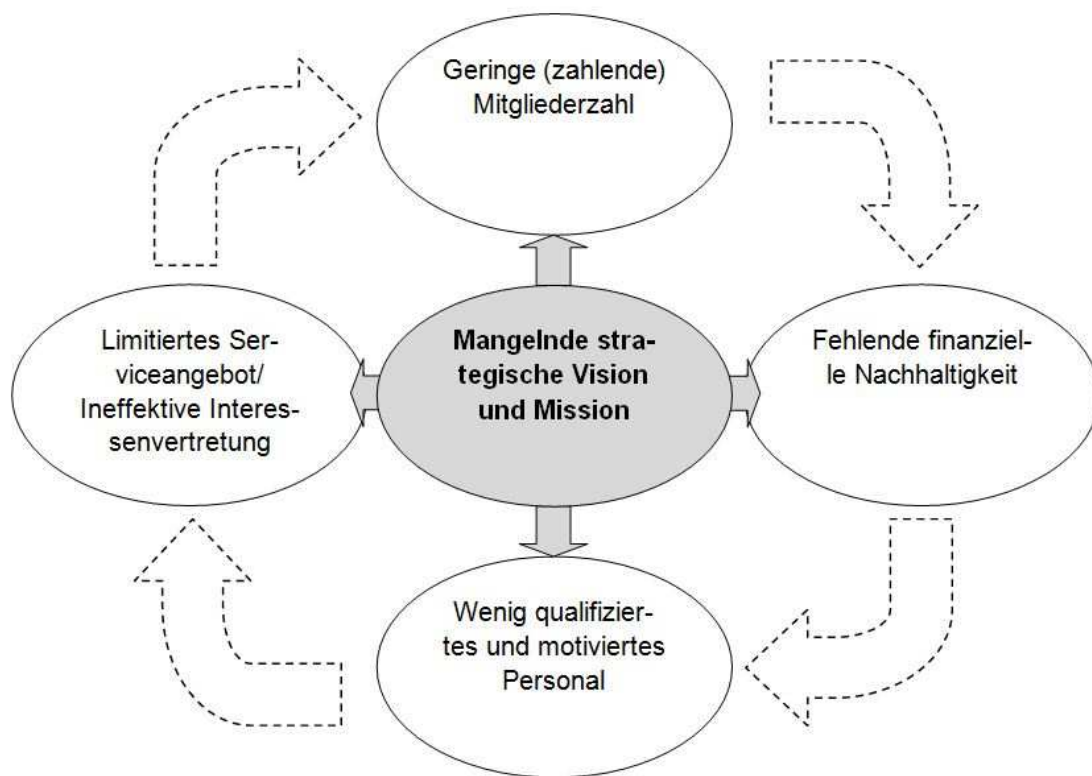 Geringe (zahlende)
Mitgliederzahl
Limitiertes Ser-
viceangebot/
Ineffektive Interes-
senvertretung
Mangelnde stra-
tegische Vision
und Mission
Fehlende finanziel-
le Nachhaltigkeit
Wenig qualifizier-
tes und motiviertes
Personal